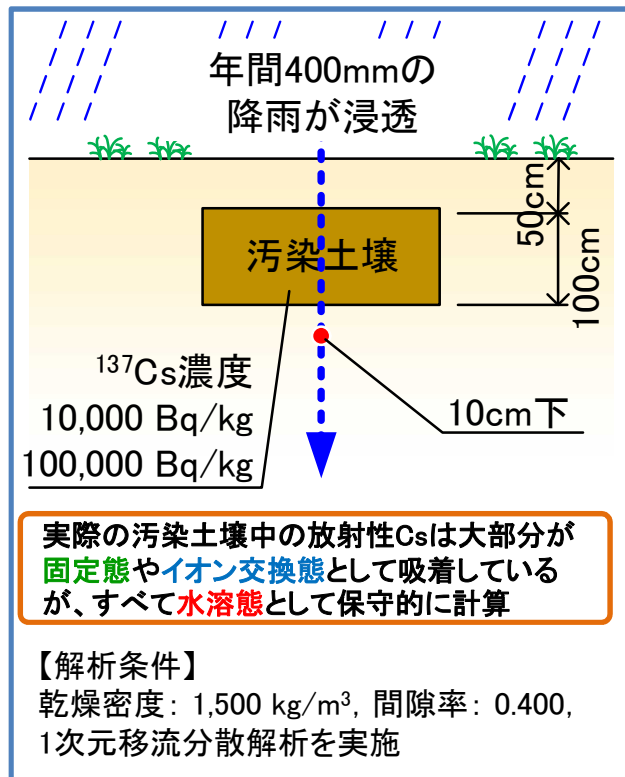 年間400mmの
降雨が浸透
50cm
汚染土壌
100cm
¹³⁷Cs濃度
10,000 Bq/kg
100,000 Bq/kg
10cm下
実際の汚染土壌中の放射性Csは大部分が
固定態やイオン交換態として吸着している
が、すべて水溶態として保守的に計算
【解析条件】
乾燥密度: 1,500 kg/m³, 間隙率: 0.400,
1次元移流分散解析を実施